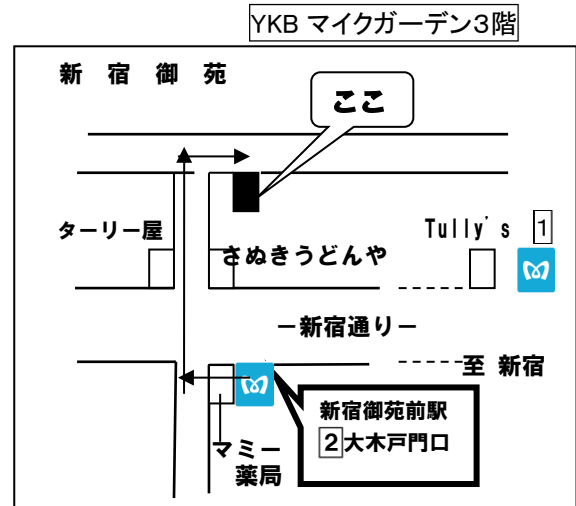 YKB マイクガーデン3階
新 宿 御 苑
ここ
ターリー屋
さぬきうどんや
Tully's 1
－新宿通り－
至 新宿
新宿御苑前駅
2大木戸門口
マミー
薬局